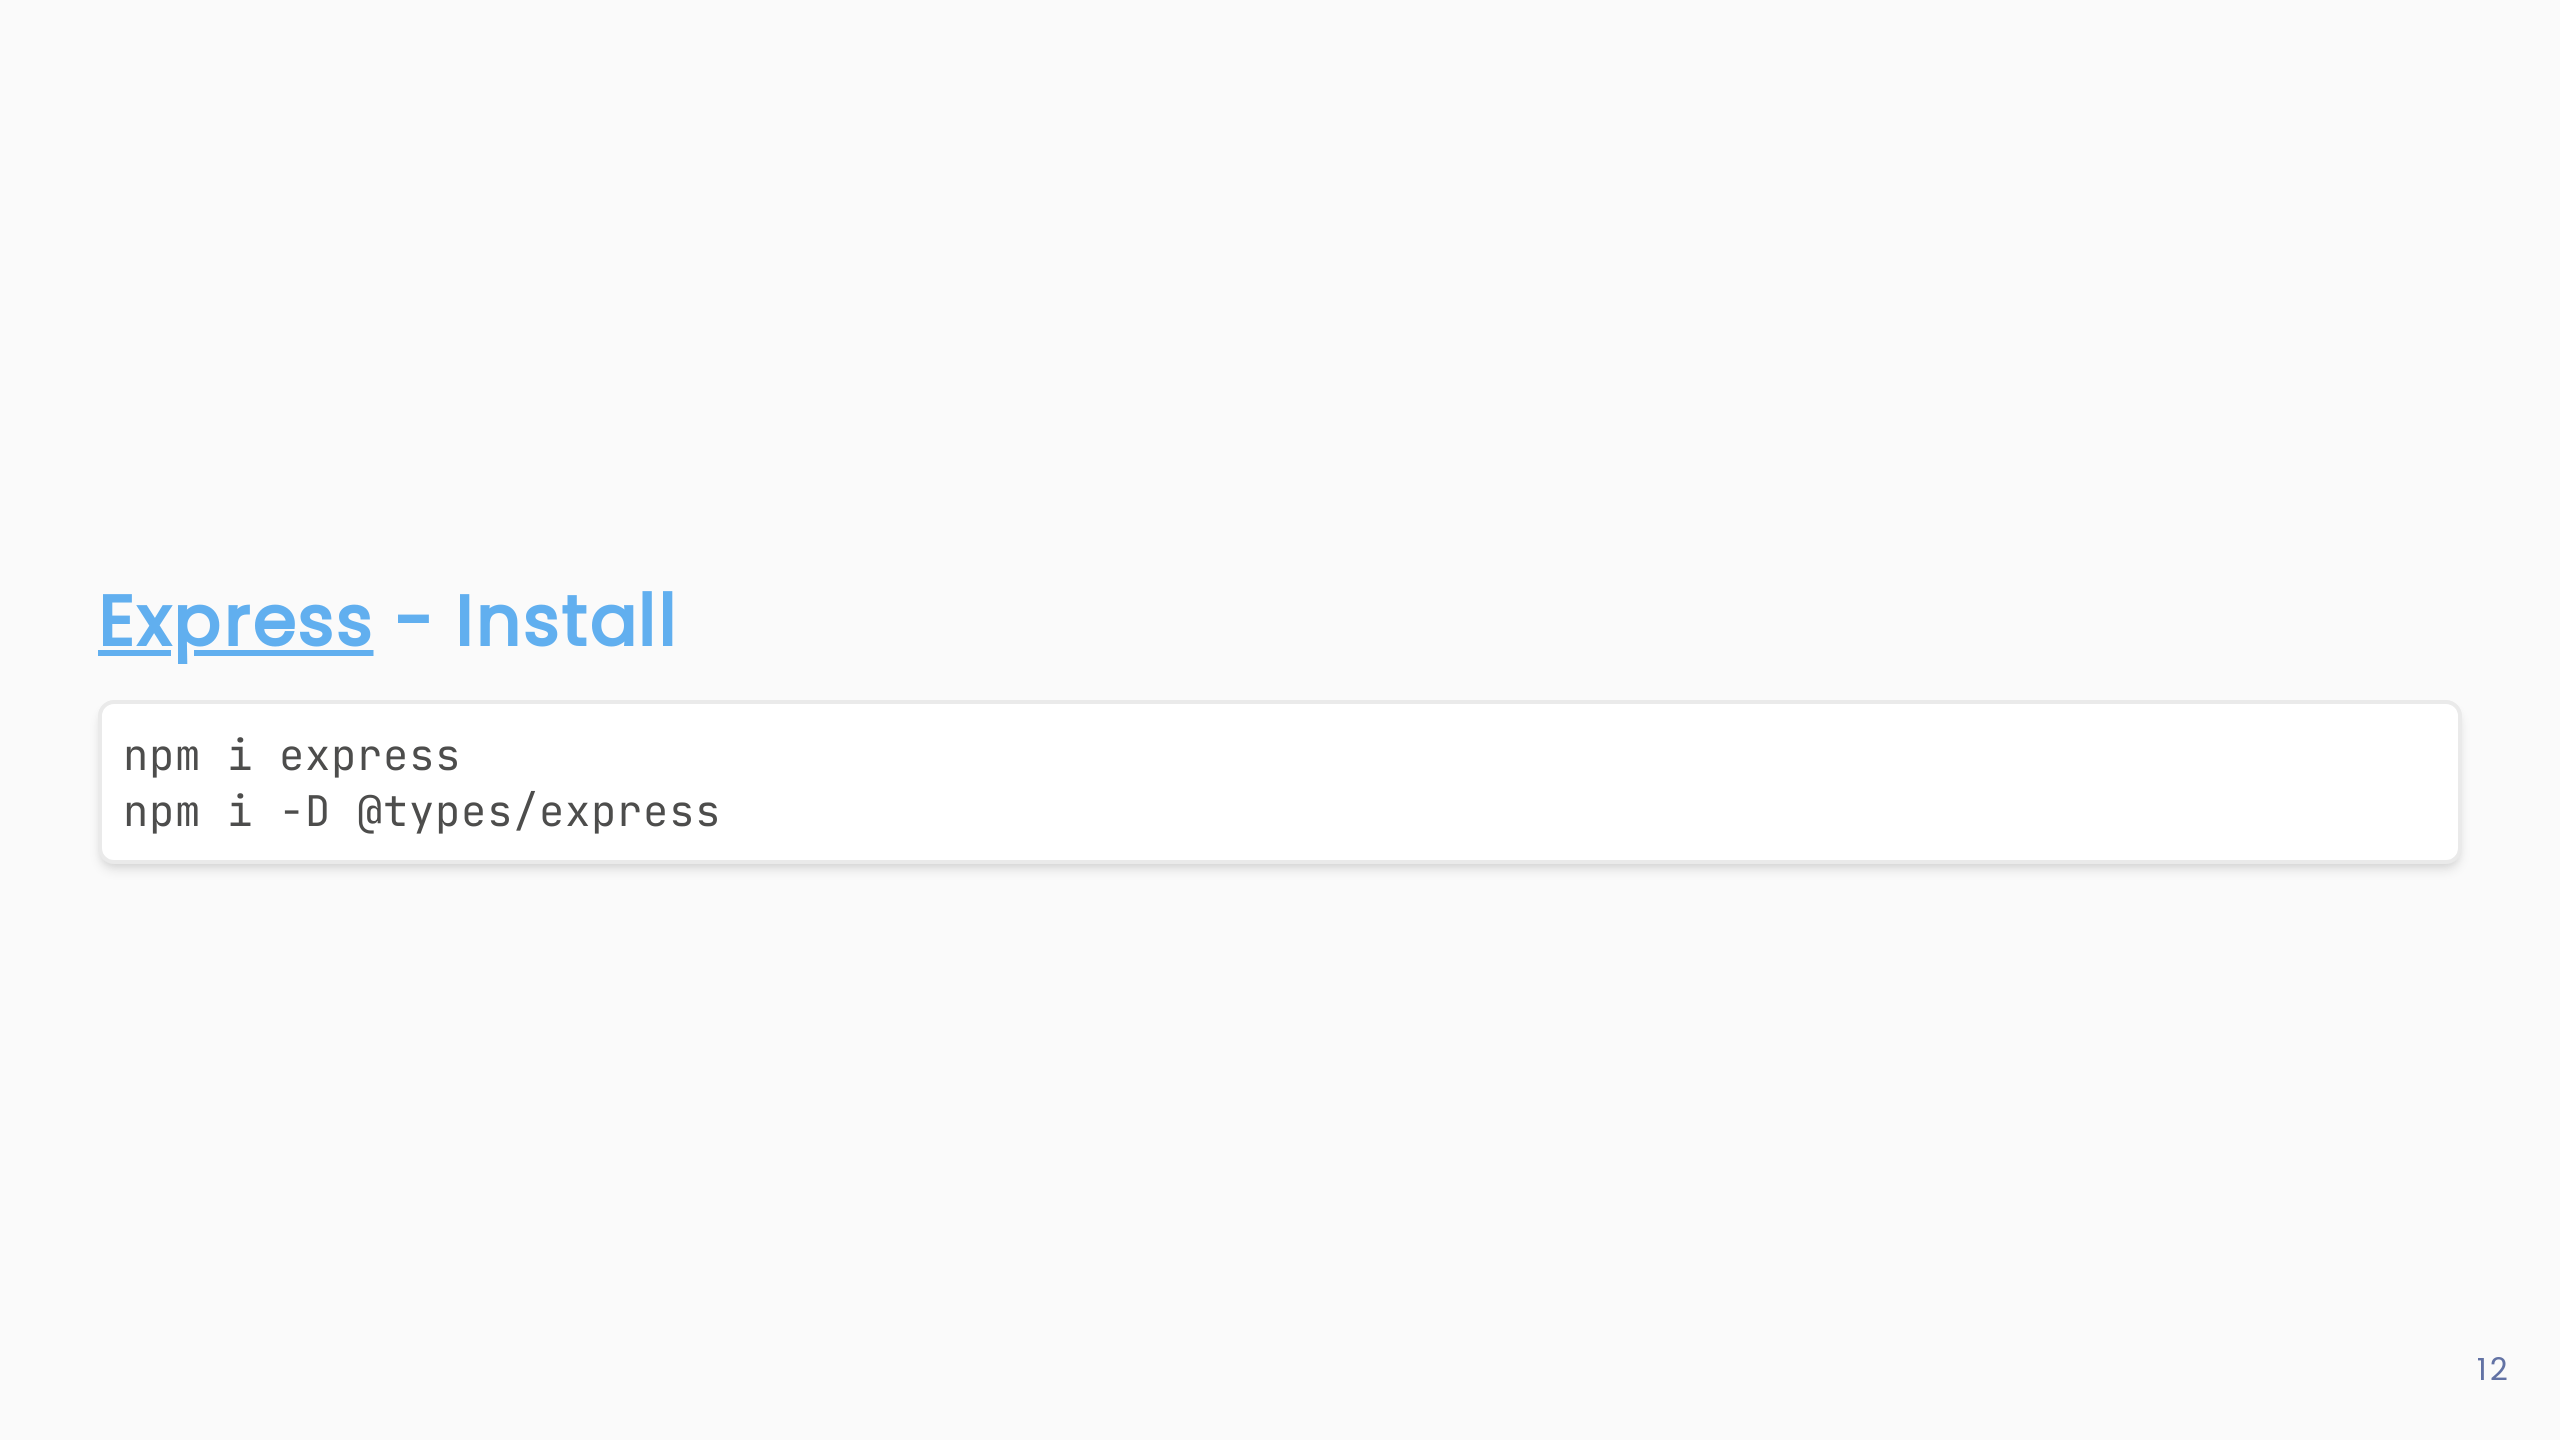 Express - Install
npm i express
npm i -D @types/express
12